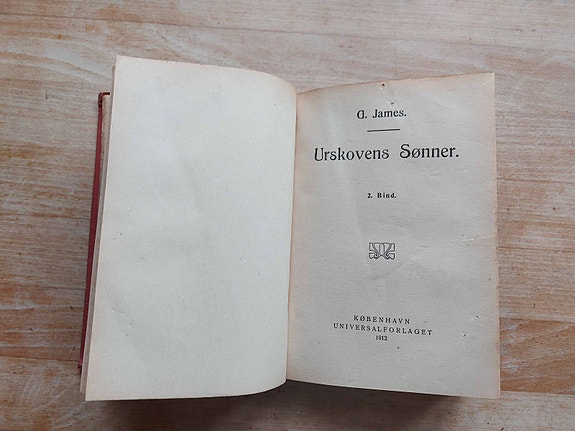 G. James.
Urskovens Sønner.
2. Bind.
KØBENHAVN
UNIVERSALFORLAGET
1912